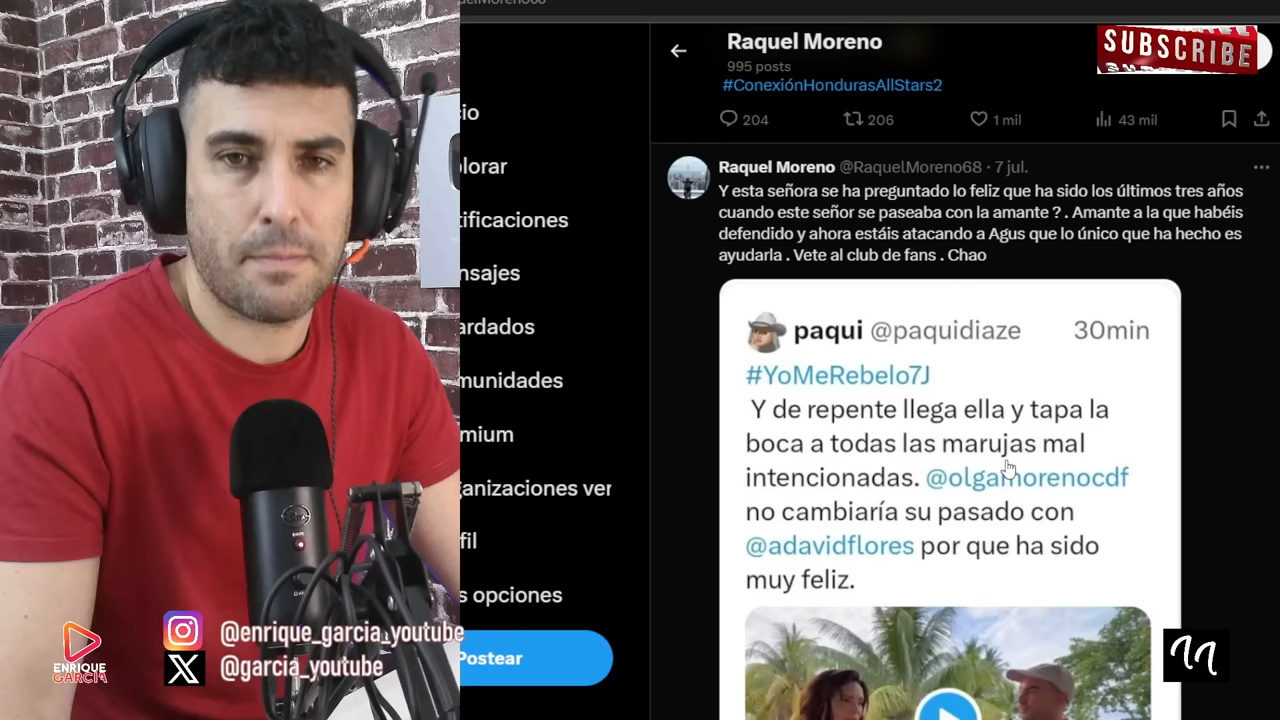 uelMoreno68
Raquel Moreno
995 posts
SUBSCRIBE
#ConexiónHondurasAllStars2
204
206
1 mil
43 mil
Raquel Moreno @RaquelMoreno68 · 7 jul.
Y esta señora se ha preguntado lo feliz que ha sido los últimos tres años
cuando este señor se paseaba con la amante ? . Amante a la que habéis
defendido y ahora estáis atacando a Agus que lo único que ha hecho es
ayudarla . Vete al club de fans . Chao
paqui @paquidiaze 30min
#YoMeRebelo7J
Y de repente llega ella y tapa la
boca a todas las marujas mal
intencionadas. @olgamorenocdf
no cambiaría su pasado con
@adavidflores por que ha sido
muy feliz.
cio
plorar
tificaciones
nsajes
ardados
munidades
mium
ganizaciones ver
fil
s opciones
Postear
@enrique_garcia_youtube
@garcia_youtube
ENRIQUE
GARCIA